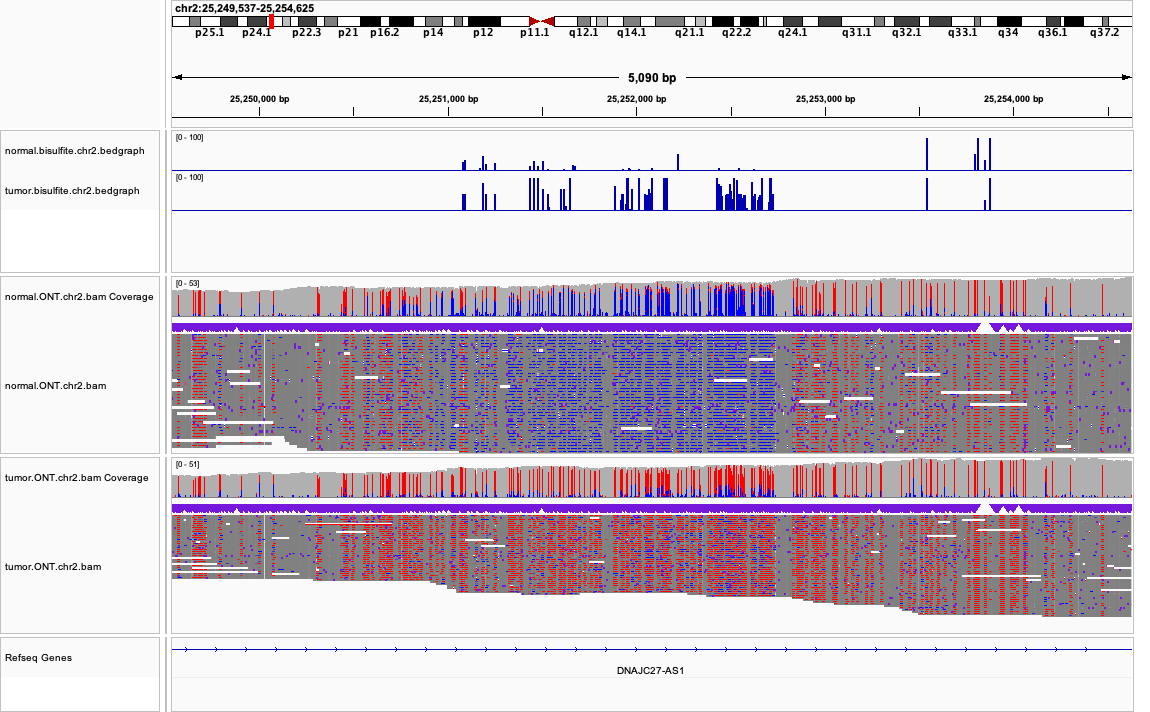 chr2:25,249,537-25,254,625
p25.1 p24.1 p22.3 p21 p16.2 p14 p12 p11.1 q12.1 q14.1 q21.1 q22.2 q24.1 q31.1 q32.1 q33.1 q34 q36.1 q37.2
5,090 bp
25,250,000 bp 25,251,000 bp 25,252,000 bp 25,253,000 bp 25,254,000 bp
[0 - 100]
normal.bisulfite.chr2.bedgraph
[0 - 100]
tumor.bisulfite.chr2.bedgraph
[0 - 53]
normal.ONT.chr2.bam Coverage
normal.ONT.chr2.bam
[0 - 51]
tumor.ONT.chr2.bam Coverage
tumor.ONT.chr2.bam
Refseq Genes
DNAJC27-AS1